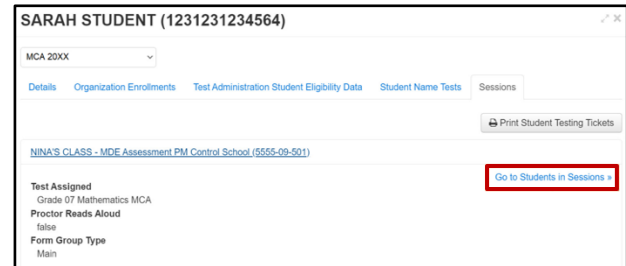 SARAH STUDENT (1231231234564)
MCA 20XX
Details Organization Enrollments Test Administration Student Eligibility Data Student Name Tests Sessions
Print Student Testing Tickets
NINA'S CLASS - MDE Assessment PM Control School (5555-09-501)
Go to Students in Sessions »
Test Assigned
Grade 07 Mathematics MCA
Proctor Reads Aloud
false
Form Group Type
Main